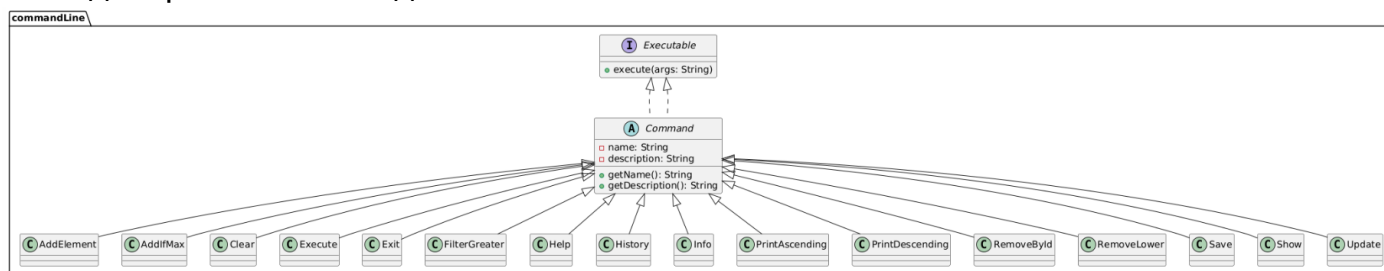 commandLine
I Executable
execute(args: String)
A Command
name: String
description: String
getName(): String
getDescription(): String
C AddElement C AddIfMax C Clear C Execute C Exit C FilterGreater C Help C History C Info C PrintAscending C PrintDescending C RemoveById C RemoveLower C Save C Show C Update